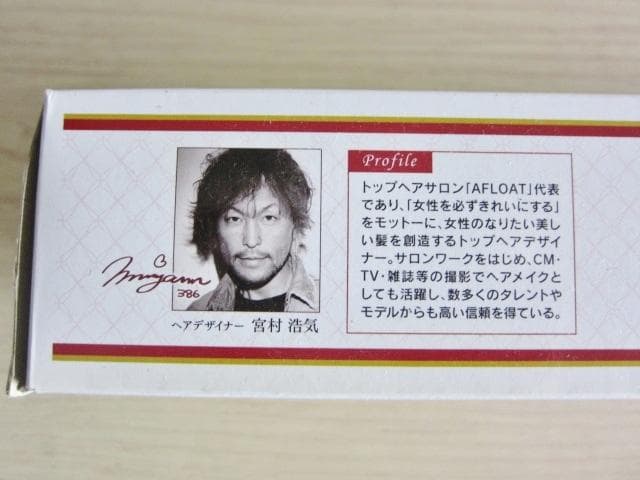 Profile
トップヘアサロン「AFLOAT」代表
であり、「女性を必ずきれいにする」
をモットーに、女性のなりたい美し
い髪を創造するトップヘアデザイ
ナー。サロンワークをはじめ、CM・
TV・雑誌等の撮影でヘアメイクと
しても活躍し、数多くのタレントや
モデルからも高い信頼を得ている。
386
ヘアデザイナー 宮村 浩気